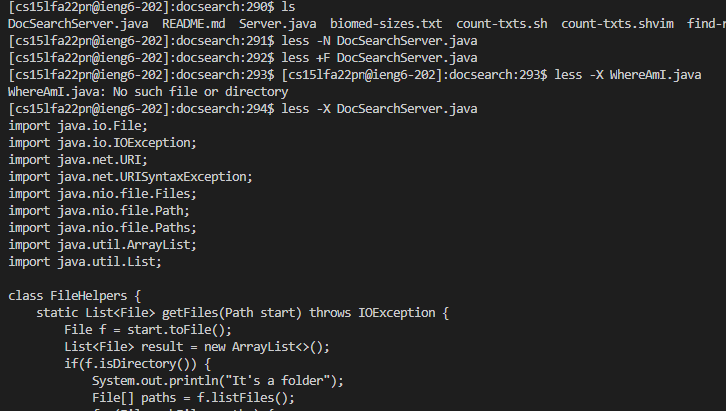 [cs15lfa22pn@ieng6-202]:docsearch:290$ ls
DocSearchServer.java  README.md  Server.java  biomed-sizes.txt  count-txts.sh  count-txts.shvim  find-r
[cs15lfa22pn@ieng6-202]:docsearch:291$ less -N DocSearchServer.java
[cs15lfa22pn@ieng6-202]:docsearch:292$ less +F DocSearchServer.java
[cs15lfa22pn@ieng6-202]:docsearch:293$ [cs15lfa22pn@ieng6-202]:docsearch:293$ less -X WhereAmI.java
WhereAmI.java: No such file or directory
[cs15lfa22pn@ieng6-202]:docsearch:294$ less -X DocSearchServer.java
import java.io.File;
import java.io.IOException;
import java.net.URI;
import java.net.URISyntaxException;
import java.nio.file.Files;
import java.nio.file.Path;
import java.nio.file.Paths;
import java.util.ArrayList;
import java.util.List;

class FileHelpers {
    static List<File> getFiles(Path start) throws IOException {
        File f = start.toFile();
        List<File> result = new ArrayList<>();
        if(f.isDirectory()) {
            System.out.println("It's a folder");
            File[] paths = f.listFiles();